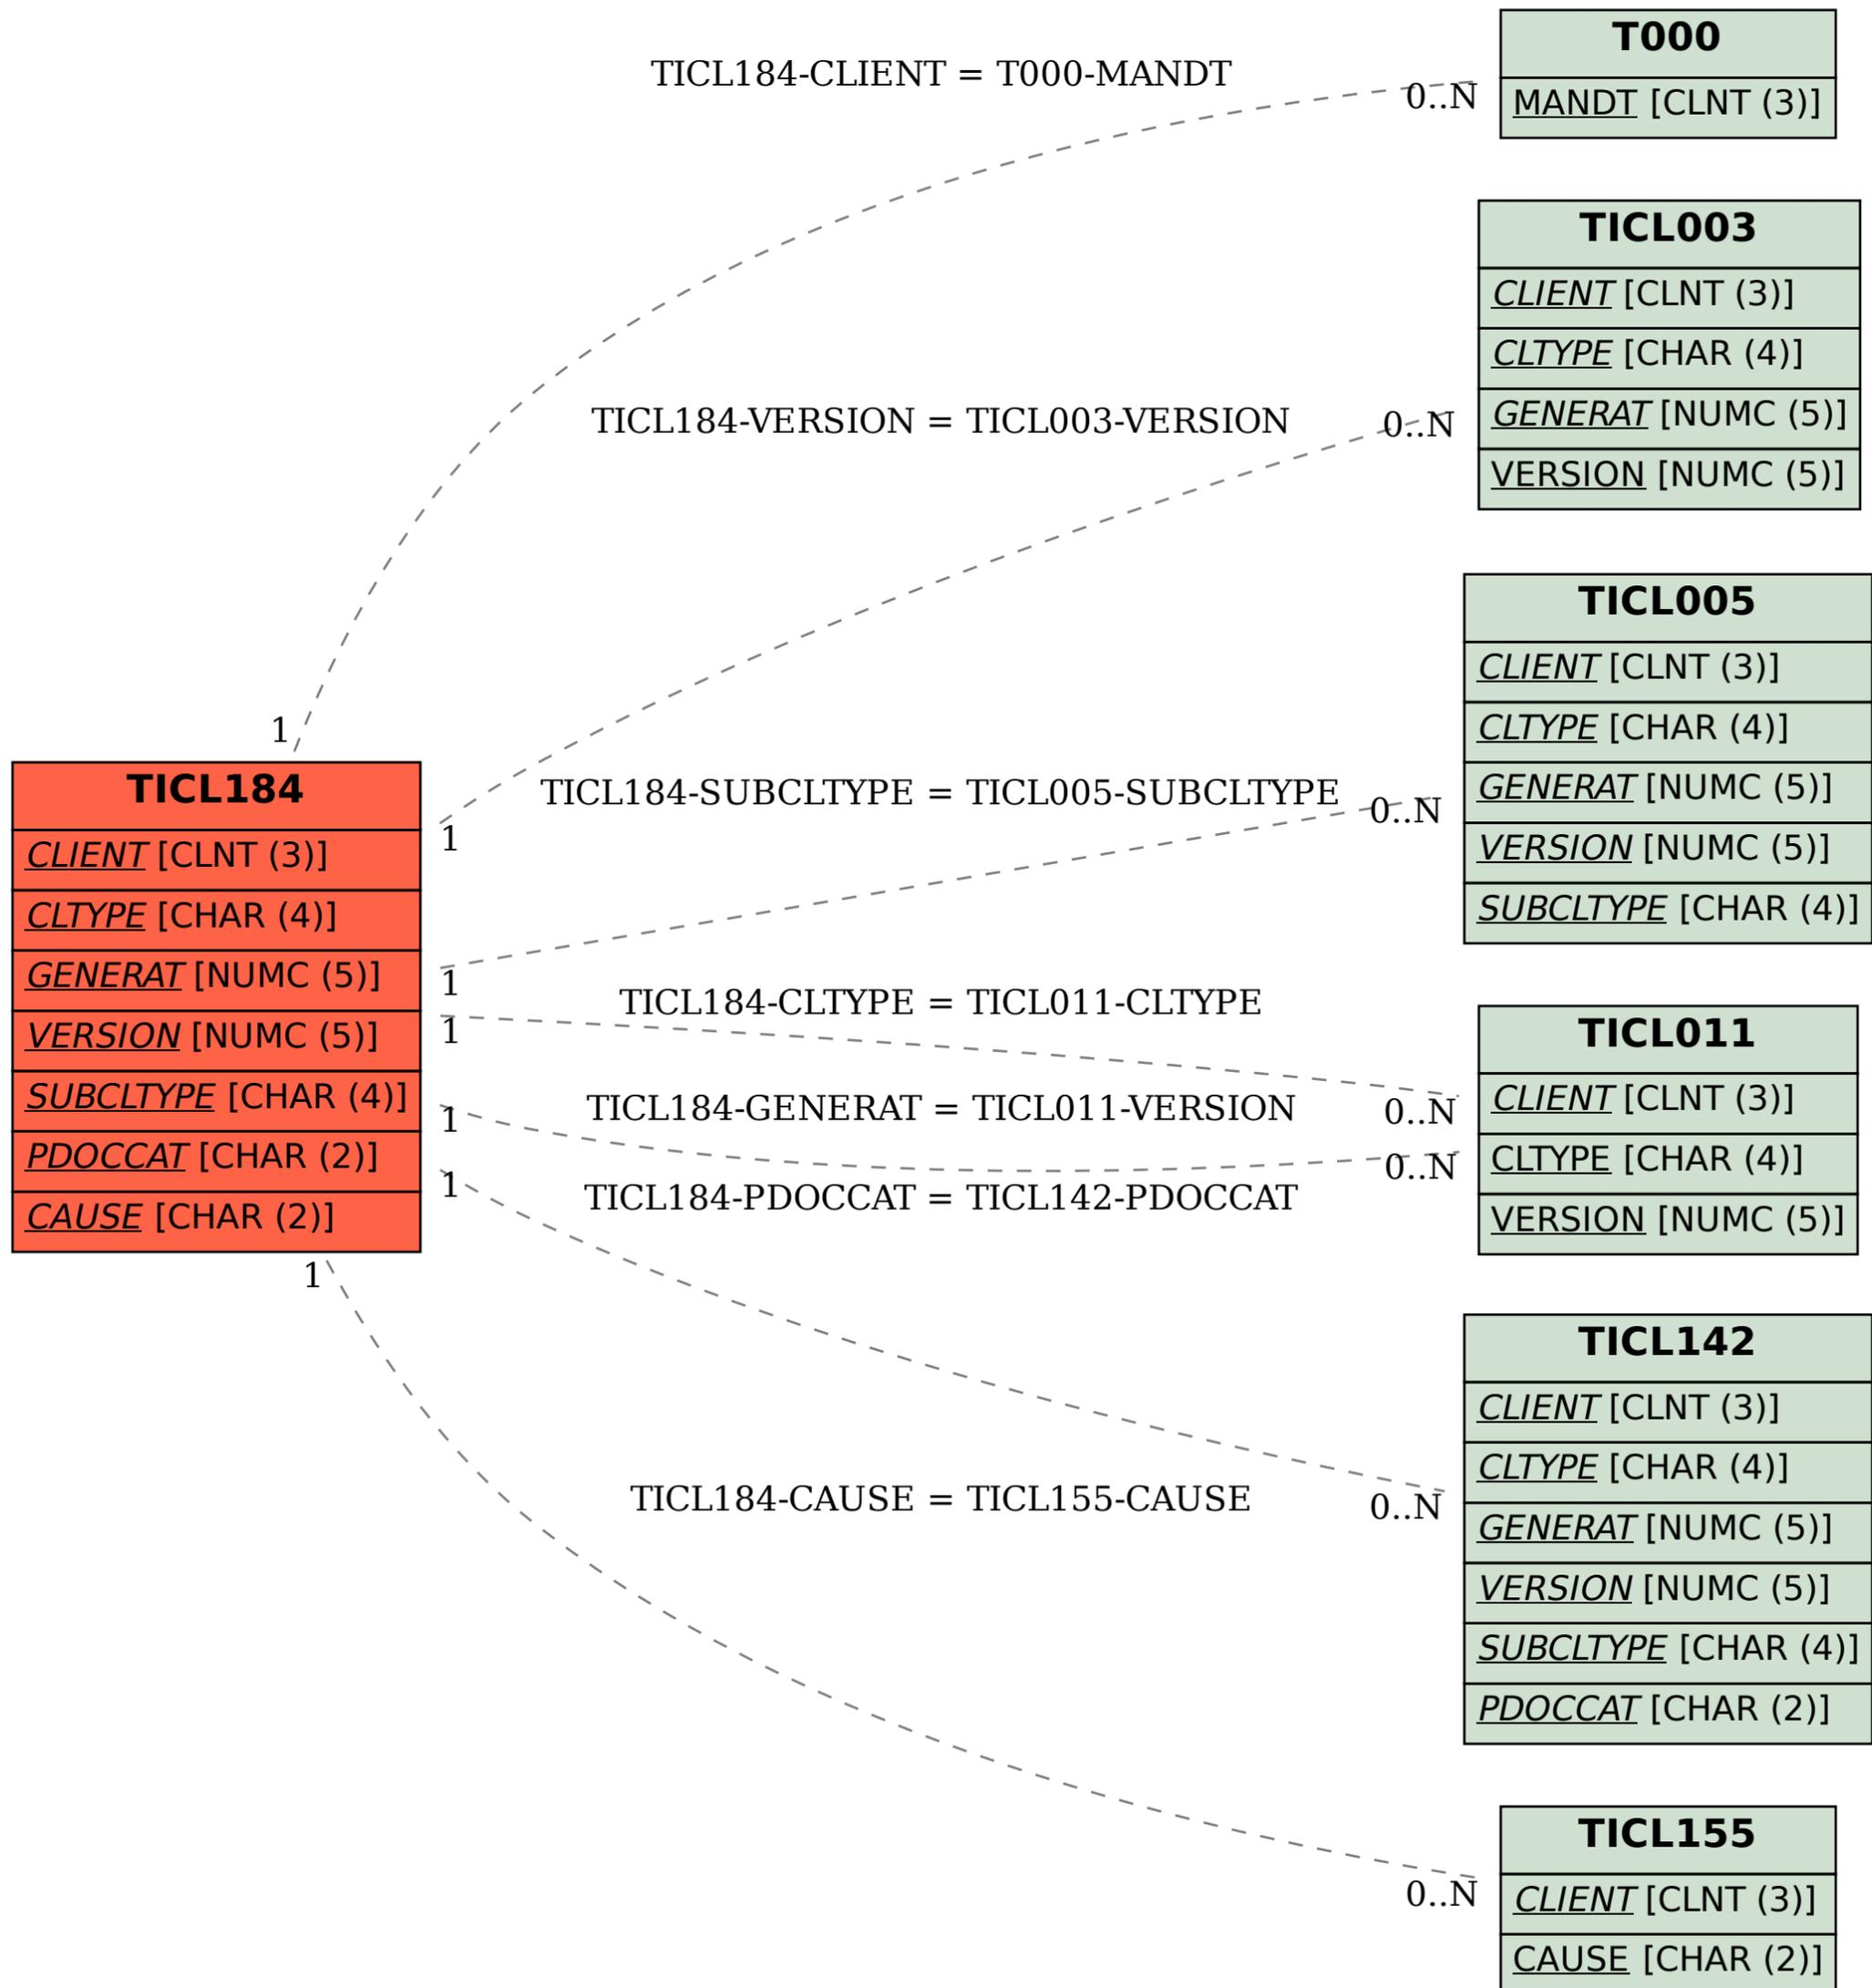 T000
MANDT [CLNT (3)]
TICL184-CLIENT = T000-MANDT
0..N
TICL003
CLIENT [CLNT (3)]
CLTYPE [CHAR (4)]
GENERAT [NUMC (5)]
VERSION [NUMC (5)]
TICL184-VERSION = TICL003-VERSION
0..N
TICL005
CLIENT [CLNT (3)]
CLTYPE [CHAR (4)]
GENERAT [NUMC (5)]
VERSION [NUMC (5)]
SUBCLTYPE [CHAR (4)]
1
TICL184
CLIENT [CLNT (3)]
CLTYPE [CHAR (4)]
GENERAT [NUMC (5)]
VERSION [NUMC (5)]
SUBCLTYPE [CHAR (4)]
PDOCCAT [CHAR (2)]
CAUSE [CHAR (2)]
1
TICL184-SUBCLTYPE = TICL005-SUBCLTYPE
0..N
1
TICL184-CLTYPE = TICL011-CLTYPE
1
0..N
TICL184-GENERAT = TICL011-VERSION
1
0..N
TICL184-PDOCCAT = TICL142-PDOCCAT
1
1
TICL011
CLIENT [CLNT (3)]
CLTYPE [CHAR (4)]
VERSION [NUMC (5)]
TICL142
CLIENT [CLNT (3)]
CLTYPE [CHAR (4)]
GENERAT [NUMC (5)]
VERSION [NUMC (5)]
SUBCLTYPE [CHAR (4)]
PDOCCAT [CHAR (2)]
0..N
TICL184-CAUSE = TICL155-CAUSE
0..N
TICL155
CLIENT [CLNT (3)]
CAUSE [CHAR (2)]